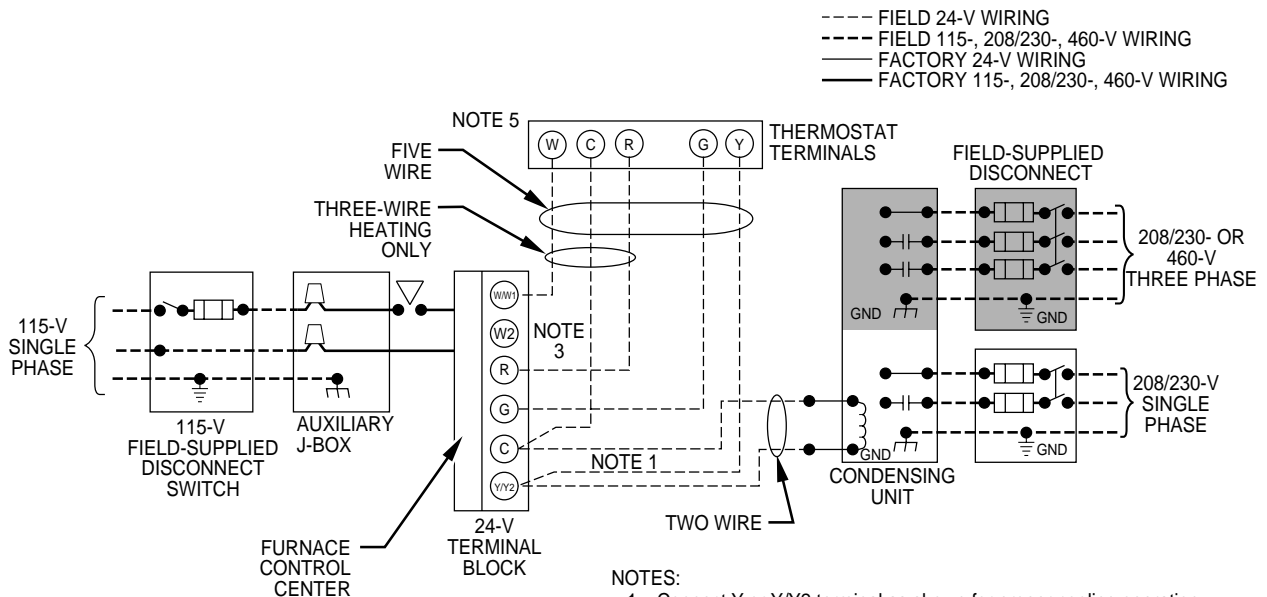 FIELD 24-V WIRING
FIELD 115-, 208/230-, 460-V WIRING
FACTORY 24-V WIRING
FACTORY 115-, 208/230-, 460-V WIRING
NOTE 5
W C R G Y
THERMOSTAT
TERMINALS
FIVE
WIRE
THREE-WIRE
HEATING
ONLY
FIELD-SUPPLIED
DISCONNECT
208/230- OR
460-V
THREE PHASE
GND
GND
115-V
SINGLE
PHASE
W/W1
W2
R
G
C
Y/Y2
NOTE
3
NOTE 1
208/230-V
SINGLE
PHASE
GND
GND
115-V
FIELD-SUPPLIED
DISCONNECT
SWITCH
AUXILIARY
J-BOX
CONDENSING
UNIT
TWO WIRE
24-V
TERMINAL
BLOCK
FURNACE
CONTROL
CENTER
NOTES: